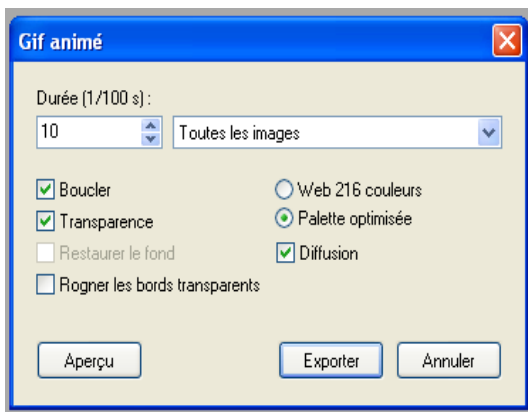 Gif animé
Durée (1/100 s) :
10
Toutes les images
Boucler
Web 216 couleurs
Transparence
Palette optimisée
Restaurer le fond
Diffusion
Rogner les bords transparents
Aperçu
Exporter
Annuler